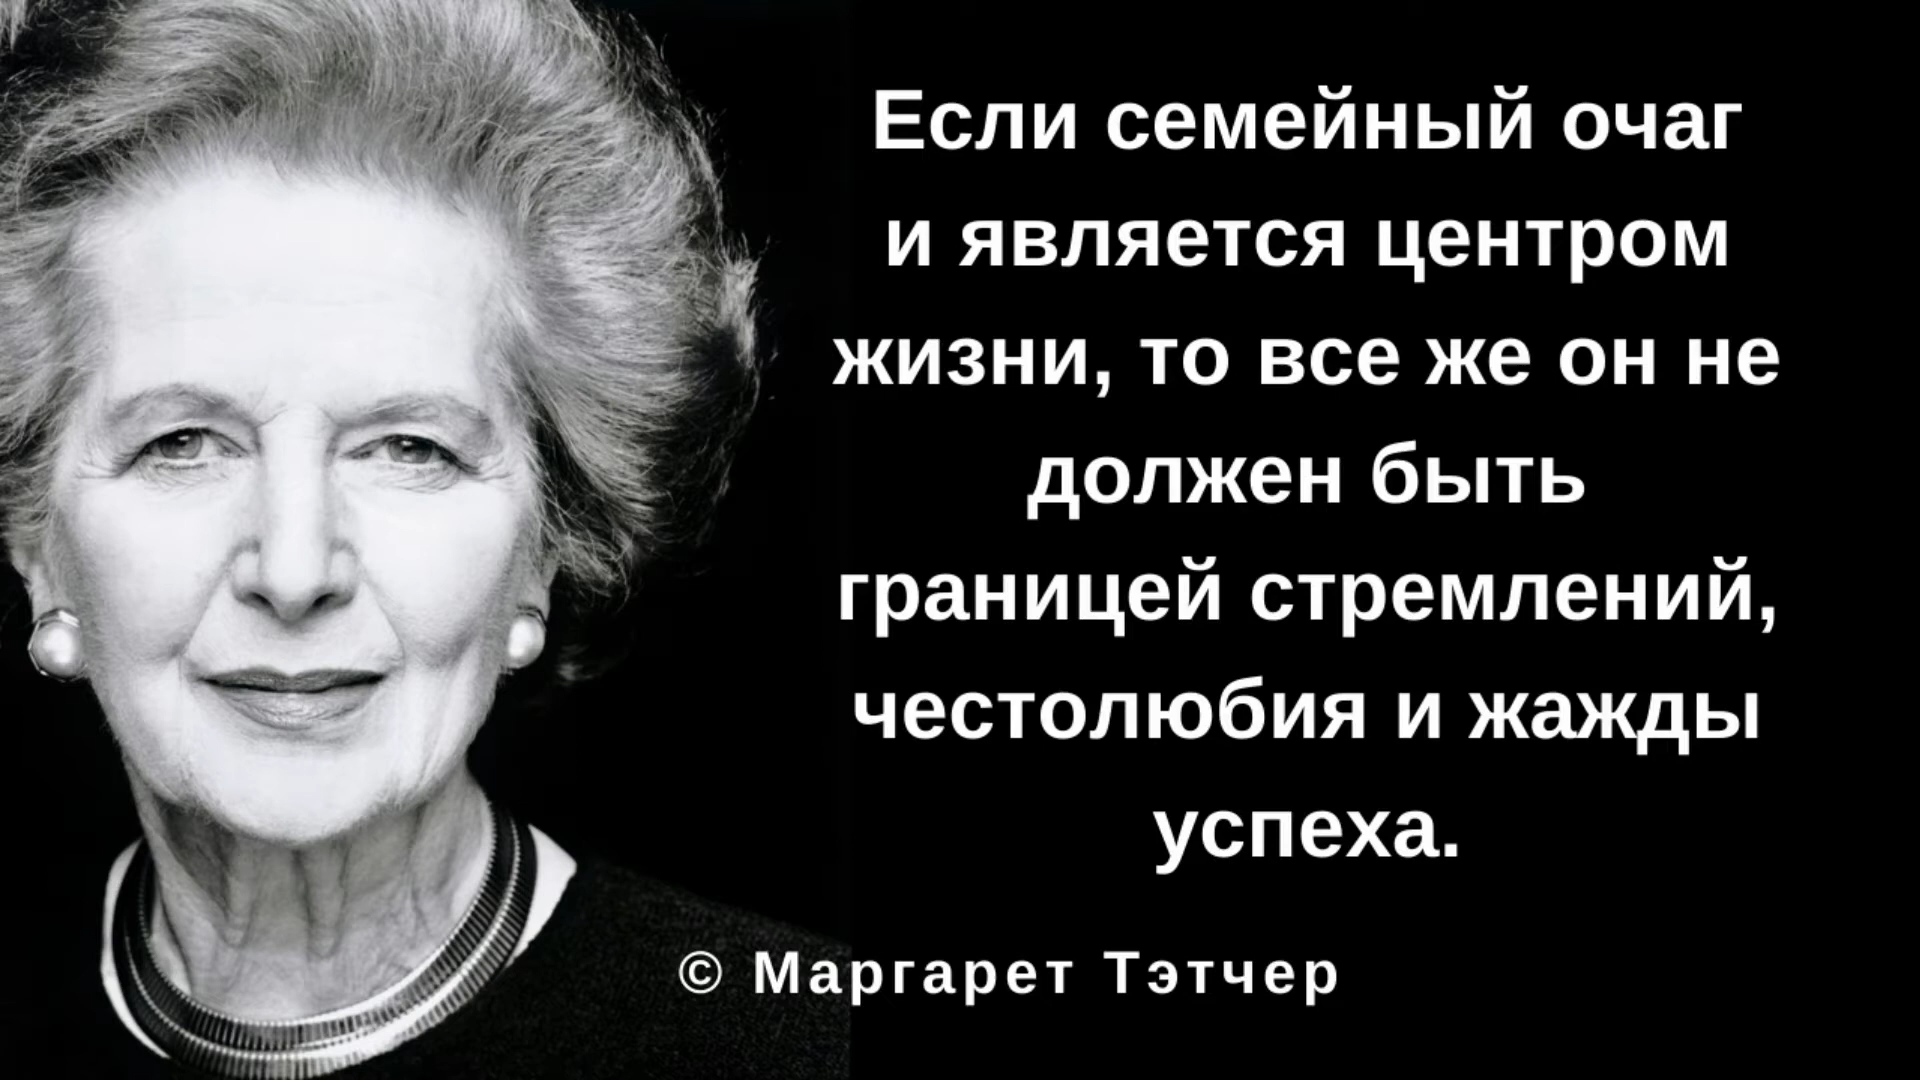 Если семейный очаг
и является центром
жизни, то все же он не
должен быть
границей стремлений,
честолюбия и жажды
успеха.
© Маргарет Тэтчер